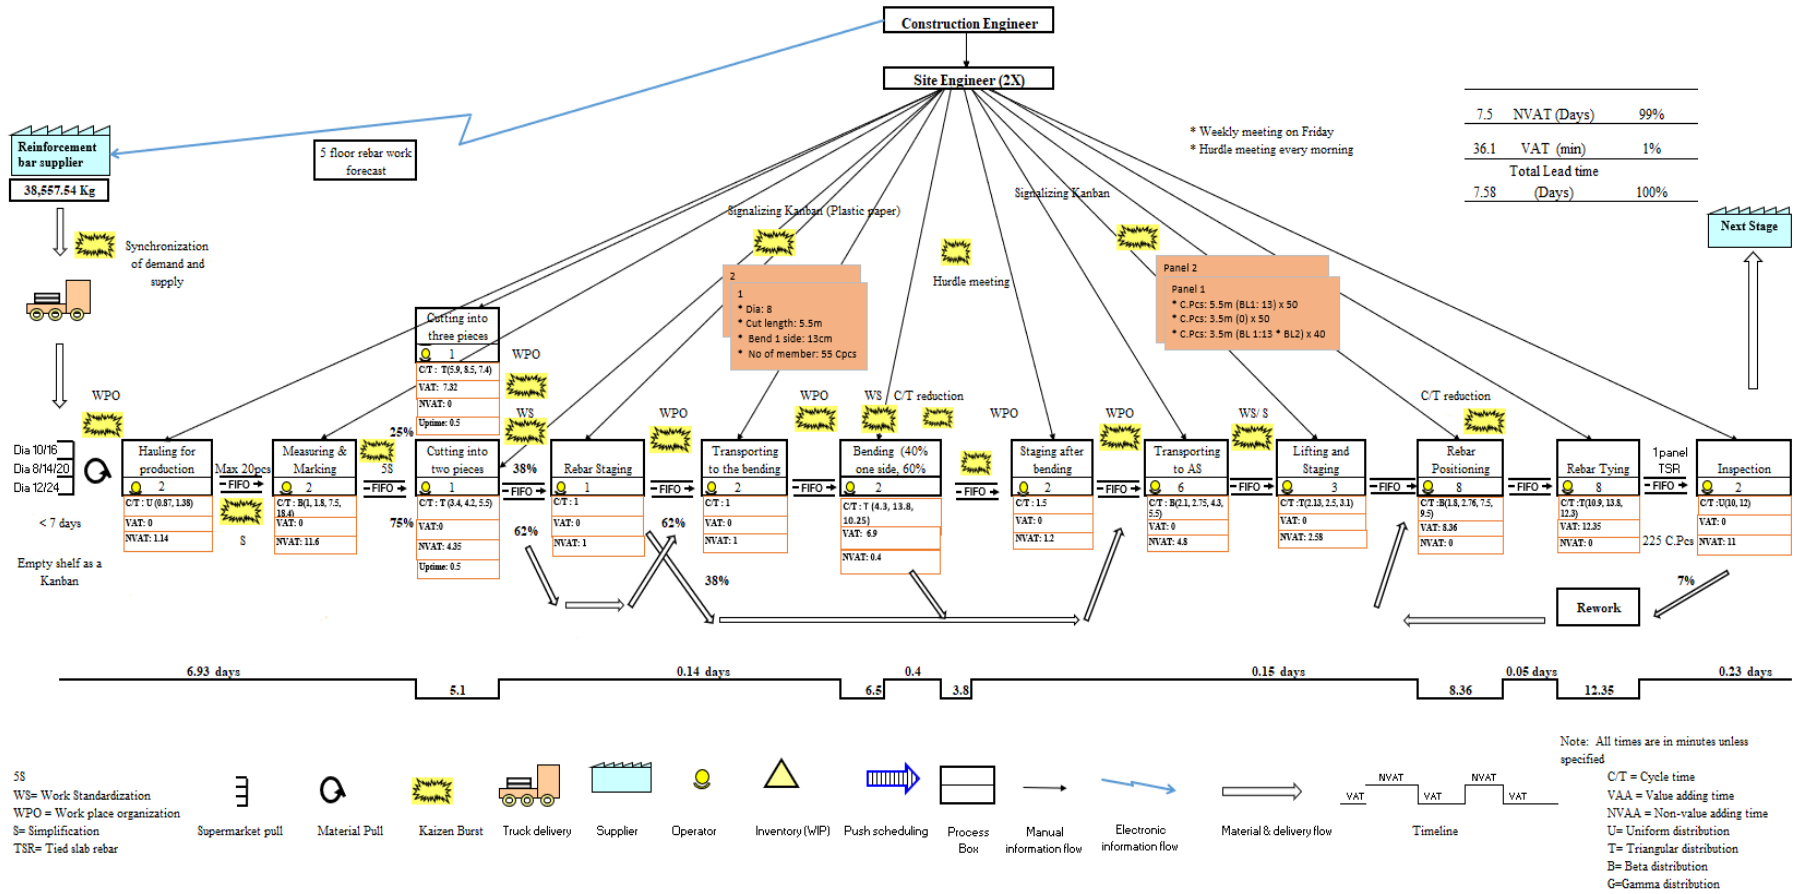 Construction Engineer
Site Engineer (2X)
Reinforcement
bar supplier
38,557.54 Kg
5 floor rebar work
forecast
* Weekly meeting on Friday
* Hurdle meeting every morning
7.5 NVAT (Days) 99%
36.1 VAT (min) 1%
Total Lead time
7.58 (Days) 100%
Next Stage
Synchronization
of demand and
supply
Signalizing Kanban (Plastic paper)
Signalizing Kanban
Hurdle meeting
2
1
* Dia: 8
* Cut length: 5.5m
* Bend 1 side: 13cm
* No of member: 55 Cpcs
Panel 2
Panel 1
* C.Pcs: 5.5m (BL1: 13) x 50
* C.Pcs: 3.5m (0) x 50
* C.Pcs: 3.5m (BL 1:13 * BL2) x 40
Cutting into
three pieces
1
C/T : T(5.9, 8.5, 7.4)
VAT: 7.32
NVAT: 0
Uptime: 0.5
WPO
WS
25%
WPO
WPO
WPO
WS
C/T reduction
WPO
WPO
WS/ S
C/T reduction
Dia 10/16
Dia 8/14/20
Dia 12/24
< 7 days
Empty shelf as a
Kanban
Hauling for
production
2
C/T : U (0.87, 1.38)
VAT: 0
NVAT: 1.14
Max 20pcs
FIFO
S
Measuring &
Marking
2
C/T : B(1, 1.8, 7.5,
18.4)
VAT: 0
NVAT: 11.6
5S
FIFO
75%
Cutting into
two pieces
1
C/T : T (3.4, 4.2, 5.5)
VAT:0
NVAT: 4.35
Uptime: 0.5
38%
FIFO
62%
Rebar Staging
1
C/T : 1
VAT: 0
NVAT: 1
FIFO
62%
38%
Transporting
to the bending
2
C/T : 1
VAT: 0
NVAT: 1
FIFO
Bending (40%
one side, 60%
2
C/T : T (4.3, 13.8,
10.25)
VAT: 6.9
NVAT: 0.4
FIFO
Staging after
bending
2
C/T : 1.5
VAT: 0
NVAT: 1.2
FIFO
Transporting
to AS
6
C/T : B(2.1, 2.75, 4.3,
5.5)
VAT: 0
NVAT: 4.8
FIFO
Lifting and
Staging
3
C/T :T(2.13, 2.5, 3.1)
VAT: 0
NVAT: 2.58
FIFO
Rebar
Positioning
8
C/T :B(1.8, 2.76, 7.5,
9.5)
VAT: 8.36
NVAT: 0
FIFO
Rebar Tying
8
C/T :T(10.9, 13.8,
12.3)
VAT: 12.35
NVAT: 0
1panel
TSR
FIFO
225 C.Pcs
Inspection
2
C/T :U(10, 12)
VAT: 0
NVAT: 11
7%
Rework
6.93 days
5.1
0.14 days
6.5
0.4
3.8
0.15 days
8.36
0.05 days
12.35
0.23 days
5S
WS= Work Standardization
WPO = Work place organization
S= Simplification
TSR= Tied slab rebar
Supermarket pull
Material Pull
Kaizen Burst
Truck delivery
Supplier
Operator
Inventory (WIP)
Push scheduling
Process
Box
Manual
information flow
Electronic
information flow
Material & delivery flow
NVAT
NVAT
VAT
VAT
VAT
Timeline
Note: All times are in minutes unless
specified
C/T = Cycle time
VAA = Value adding time
NVAA = Non-value adding time
U= Uniform distribution
T= Triangular distribution
B= Beta distribution
G=Gamma distribution